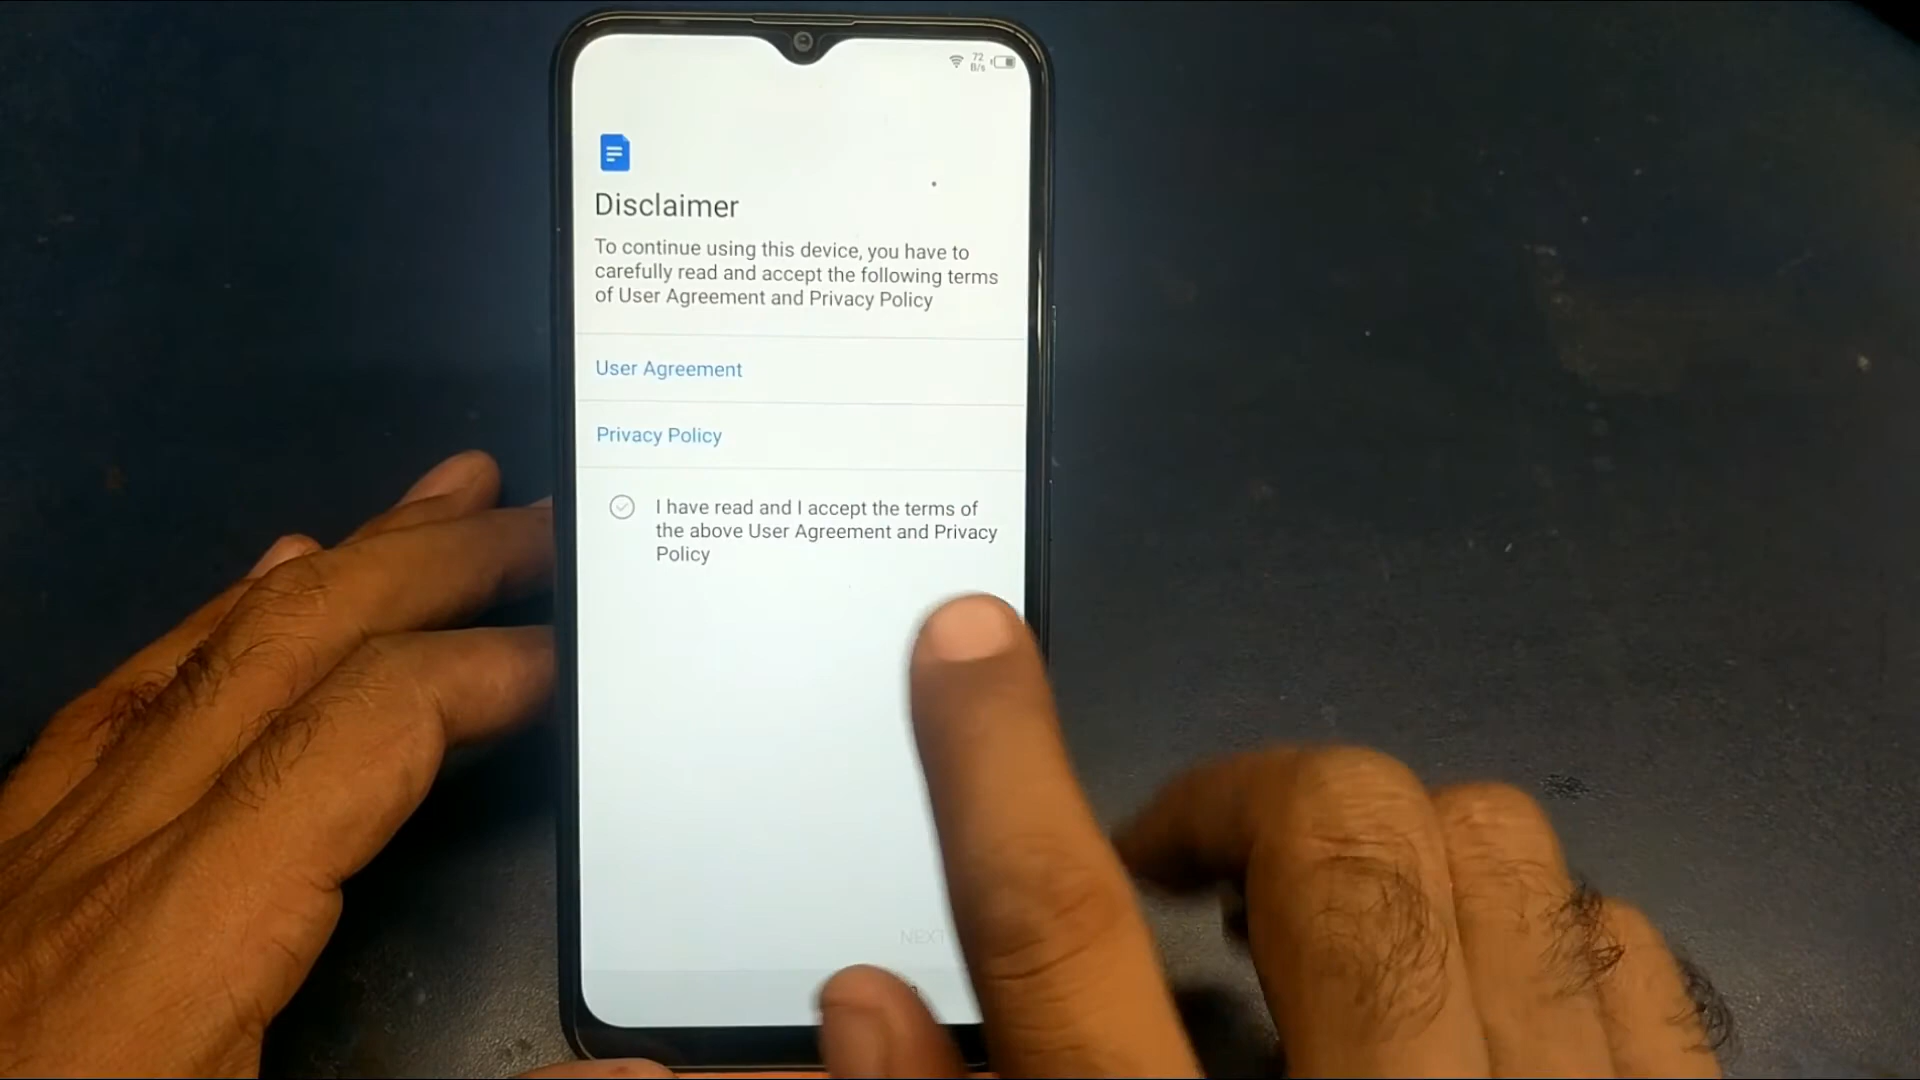 72
B/s
Disclaimer
To continue using this device, you have to
carefully read and accept the following terms
of User Agreement and Privacy Policy
User Agreement
Privacy Policy
I have read and I accept the terms of
the above User Agreement and Privacy
Policy
NEXT